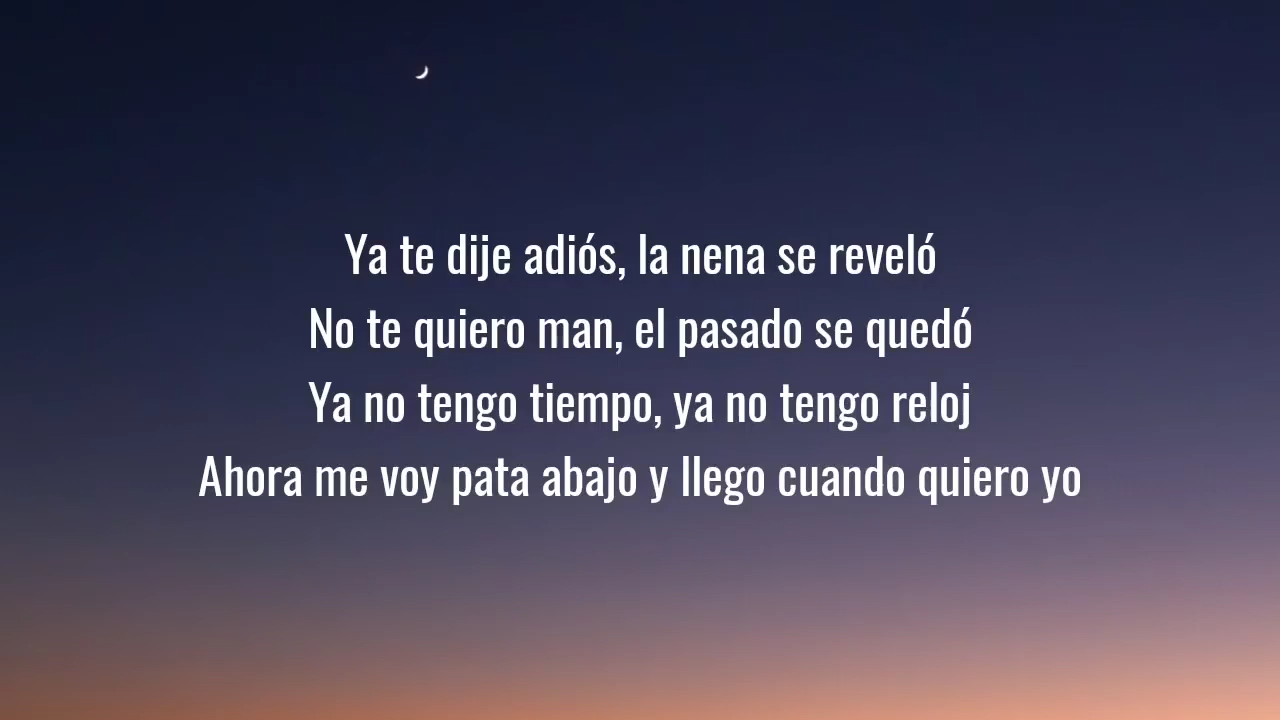 Ya te dije adiós, la nena se reveló
No te quiero man, el pasado se quedó
Ya no tengo tiempo, ya no tengo reloj
Ahora me voy pata abajo y llego cuando quiero yo